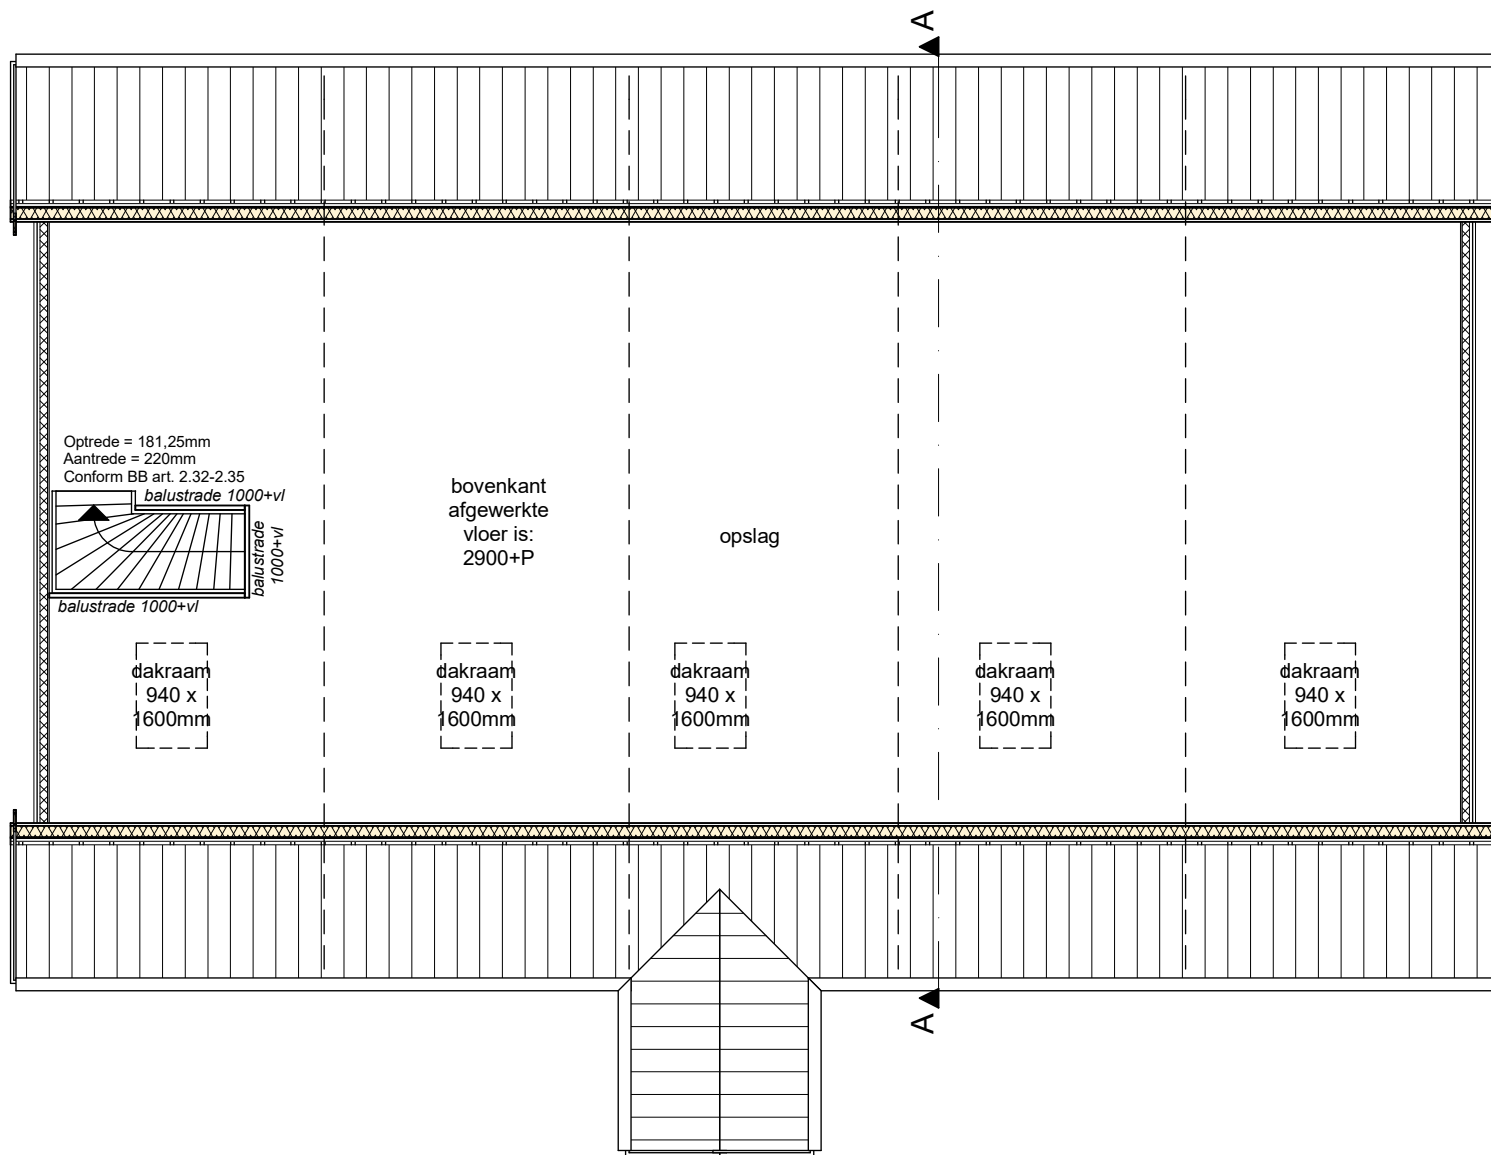 A
Optrede = 181,25mm
Aantrede = 220mm
Conform BB art. 2.32-2.35
balustrade 1000+vl
balustrade
1000+vl
balustrade 1000+vl
bovenkant
afgewerkte
vloer is:
2900+P
opslag
dakraam
940 x
1600mm
dakraam
940 x
1600mm
dakraam
940 x
1600mm
dakraam
940 x
1600mm
dakraam
940 x
1600mm
A